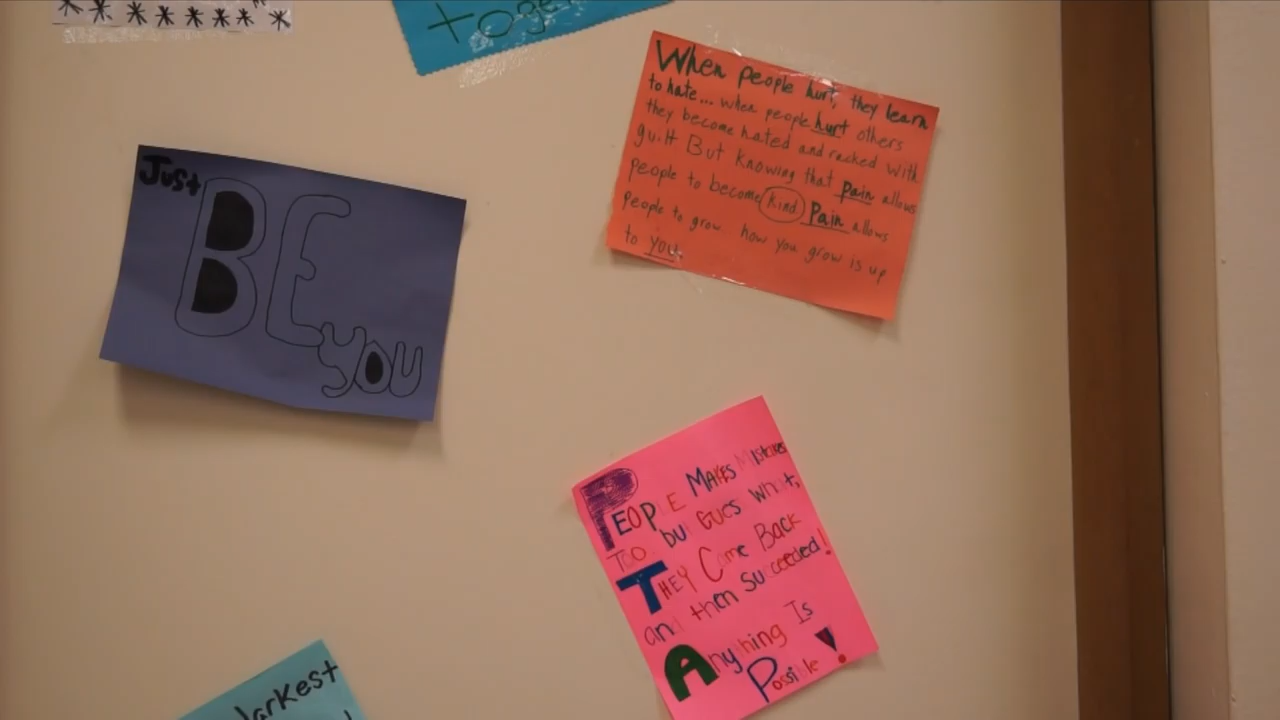 * * * * * * * *
toge
When people hurt, they learn
to hate... when people hurt others
they become hated and racked with
guilt But knowing that pain allows
people to become kind Pain allows
people to grow. how you grow is up
to you.
Just
BE
you
PEOPLE MAKES MISTAKES
TOO, but Gues what,
THEY Come BACK
and then Succeeded!
Anything Is
Possible!
darkest